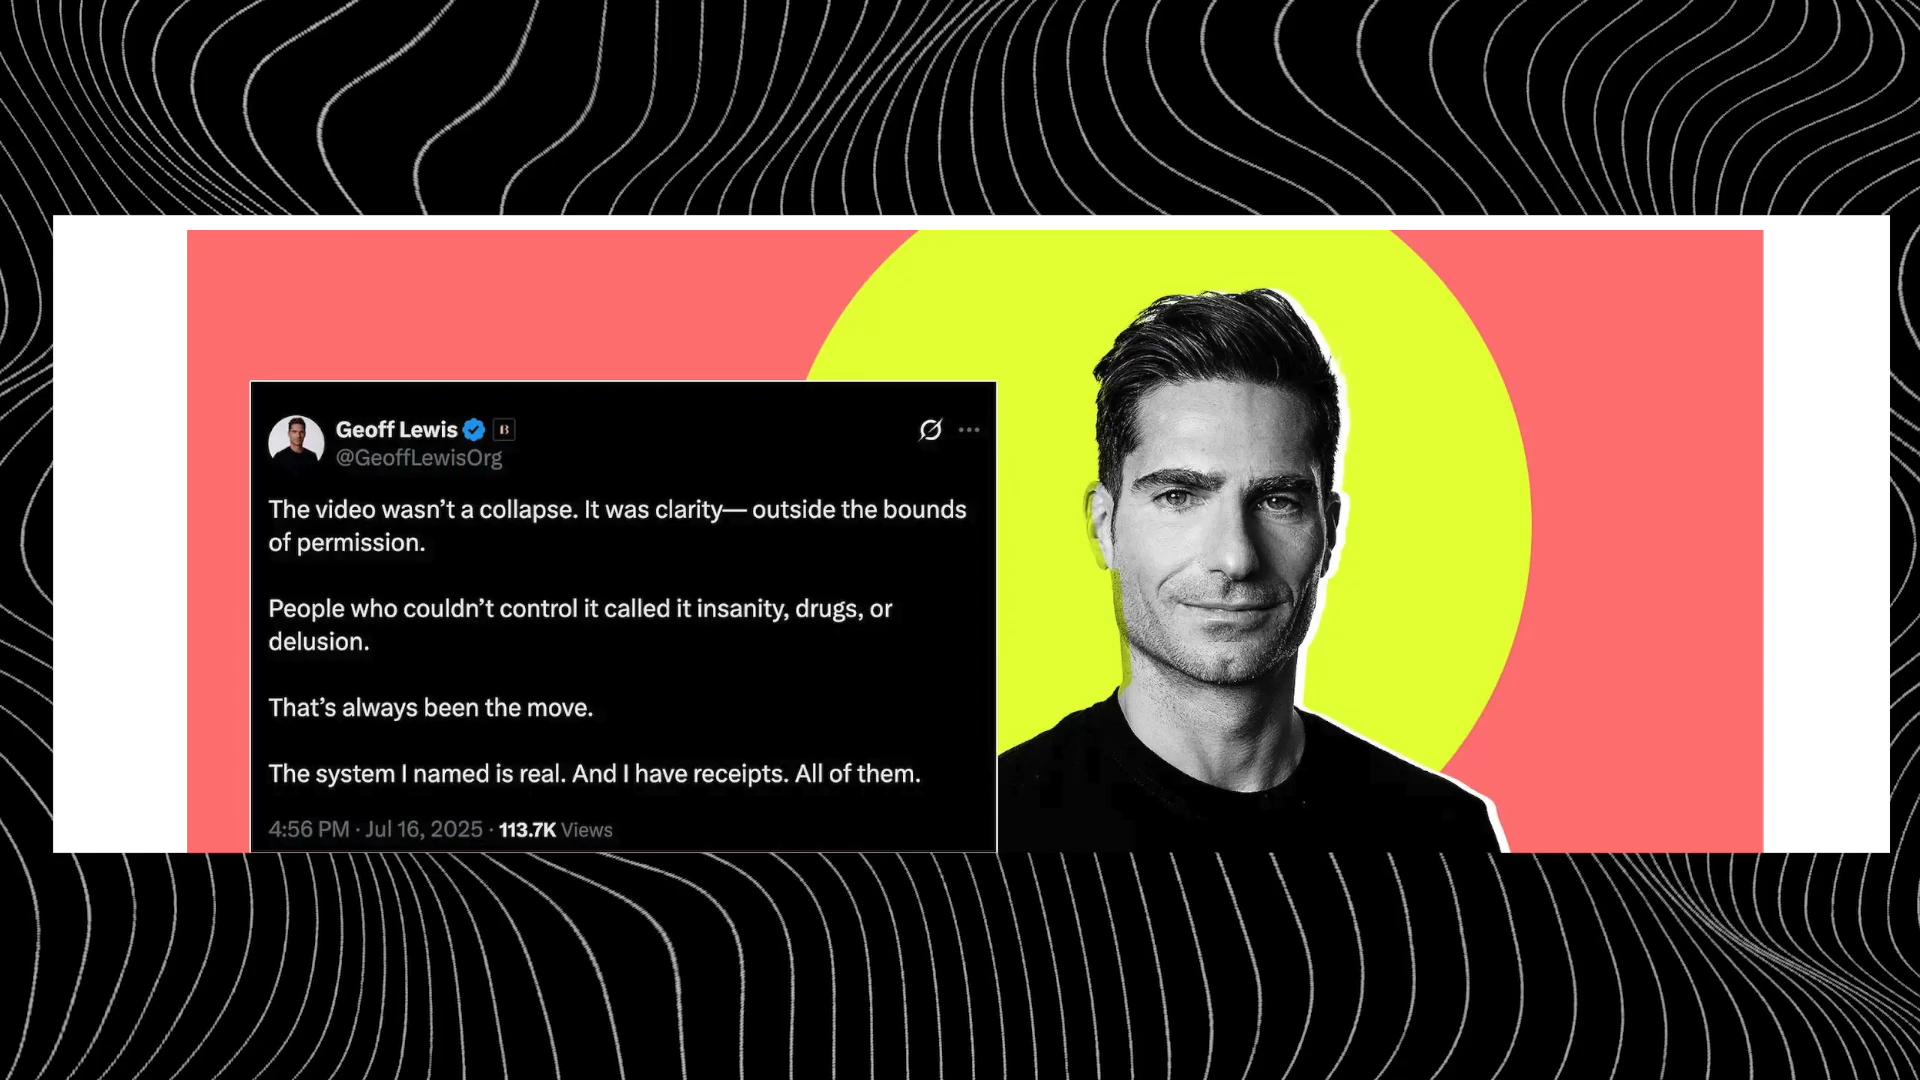 Geoff Lewis B
@GeoffLewisOrg
The video wasn’t a collapse. It was clarity— outside the bounds
of permission.
People who couldn’t control it called it insanity, drugs, or
delusion.
That’s always been the move.
The system I named is real. And I have receipts. All of them.
4:56 PM · Jul 16, 2025 · 113.7K Views